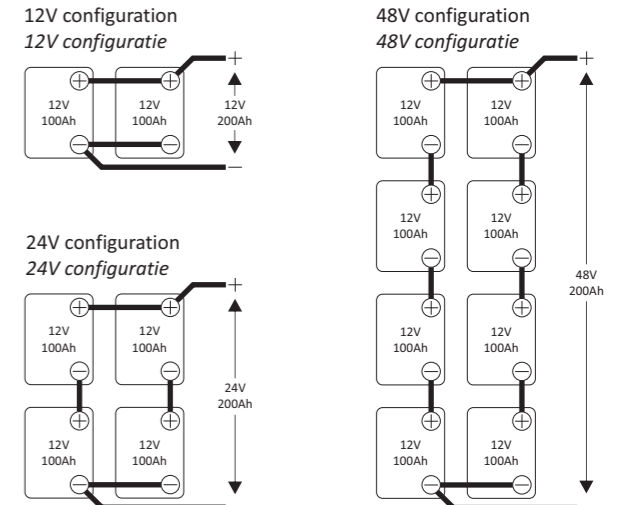 12V configuration
12V configuratie
+
+ +
12V 12V 12V
100Ah 100Ah 200Ah
− −
−
24V configuration
24V configuratie
+
+ +
12V 12V
100Ah 100Ah
− −
24V
200Ah
+ +
12V 12V
100Ah 100Ah
− −
48V configuration
48V configuratie
+
+ +
12V 12V
100Ah 100Ah
− −
+ +
12V 12V
100Ah 100Ah
− −
48V
200Ah
+ +
12V 12V
100Ah 100Ah
− −
+ +
12V 12V
100Ah 100Ah
− −